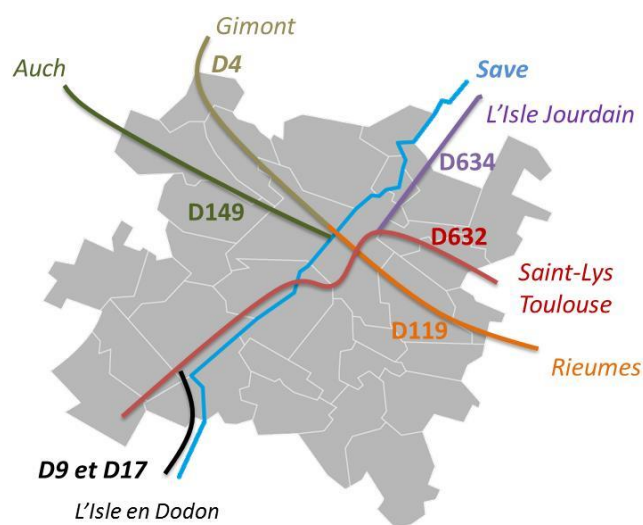 Gimont
Auch
D4
Save
L'Isle Jourdain
D634
D149
D632
Saint-Lys
Toulouse
D119
Rieumes
D9 et D17
L'Isle en Dodon